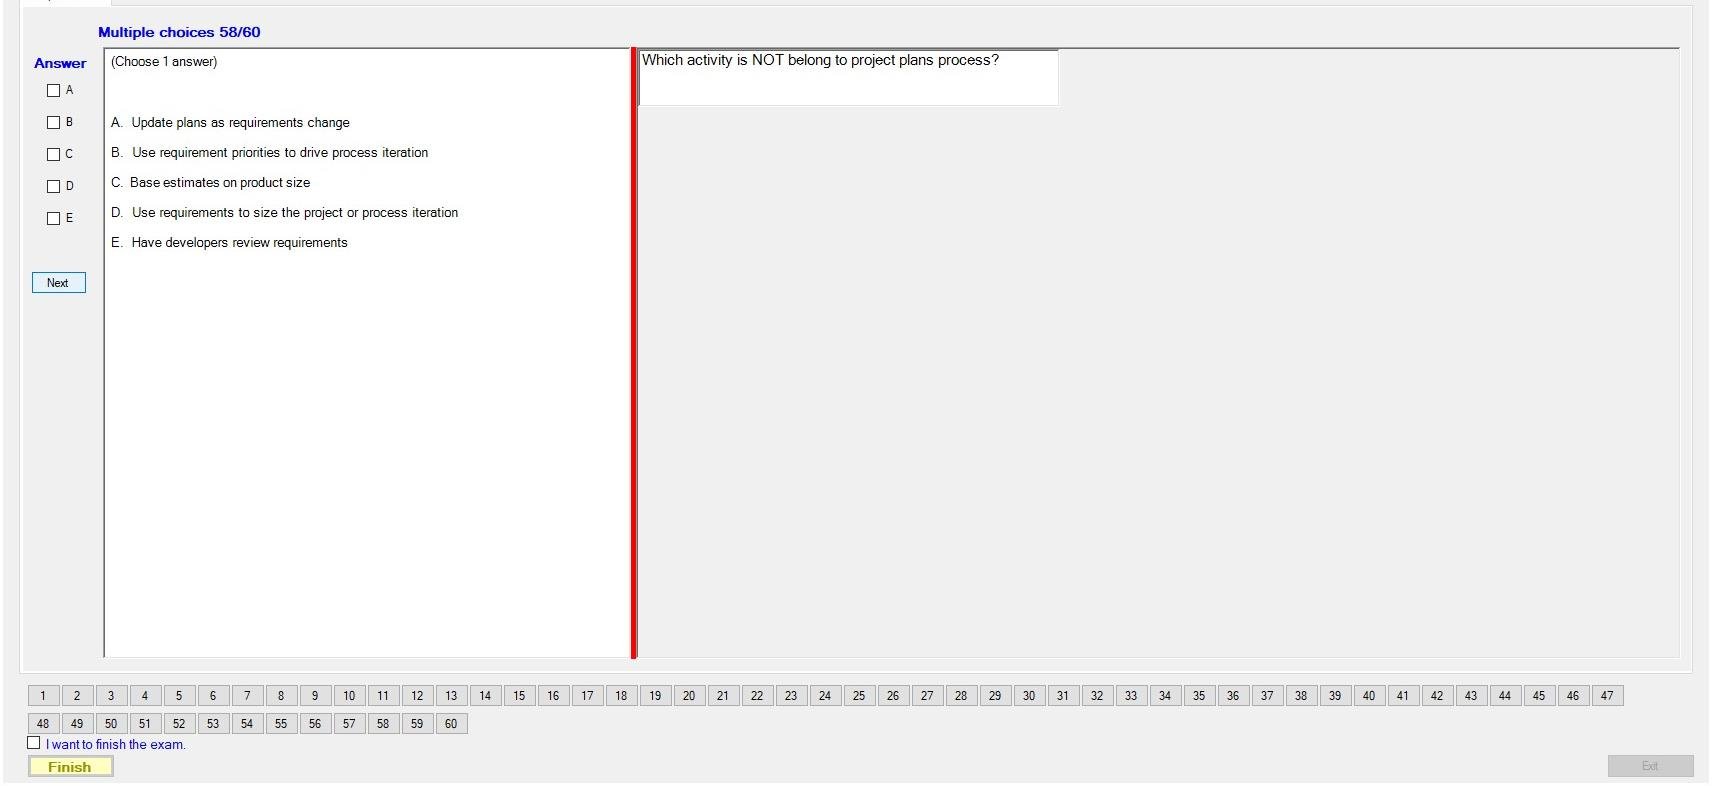 Multiple choices 58/60
Answer
(Choose 1 answer)
Which activity is NOT belong to project plans process?
A
B
C
D
E
A. Update plans as requirements change
B. Use requirement priorities to drive process iteration
C. Base estimates on product size
D. Use requirements to size the project or process iteration
E. Have developers review requirements
Next
1 2 3 4 5 6 7 8 9 10 11 12 13 14 15 16 17 18 19 20 21 22 23 24 25 26 27 28 29 30 31 32 33 34 35 36 37 38 39 40 41 42 43 44 45 46 47
48 49 50 51 52 53 54 55 56 57 58 59 60
I want to finish the exam.
Finish
Exit